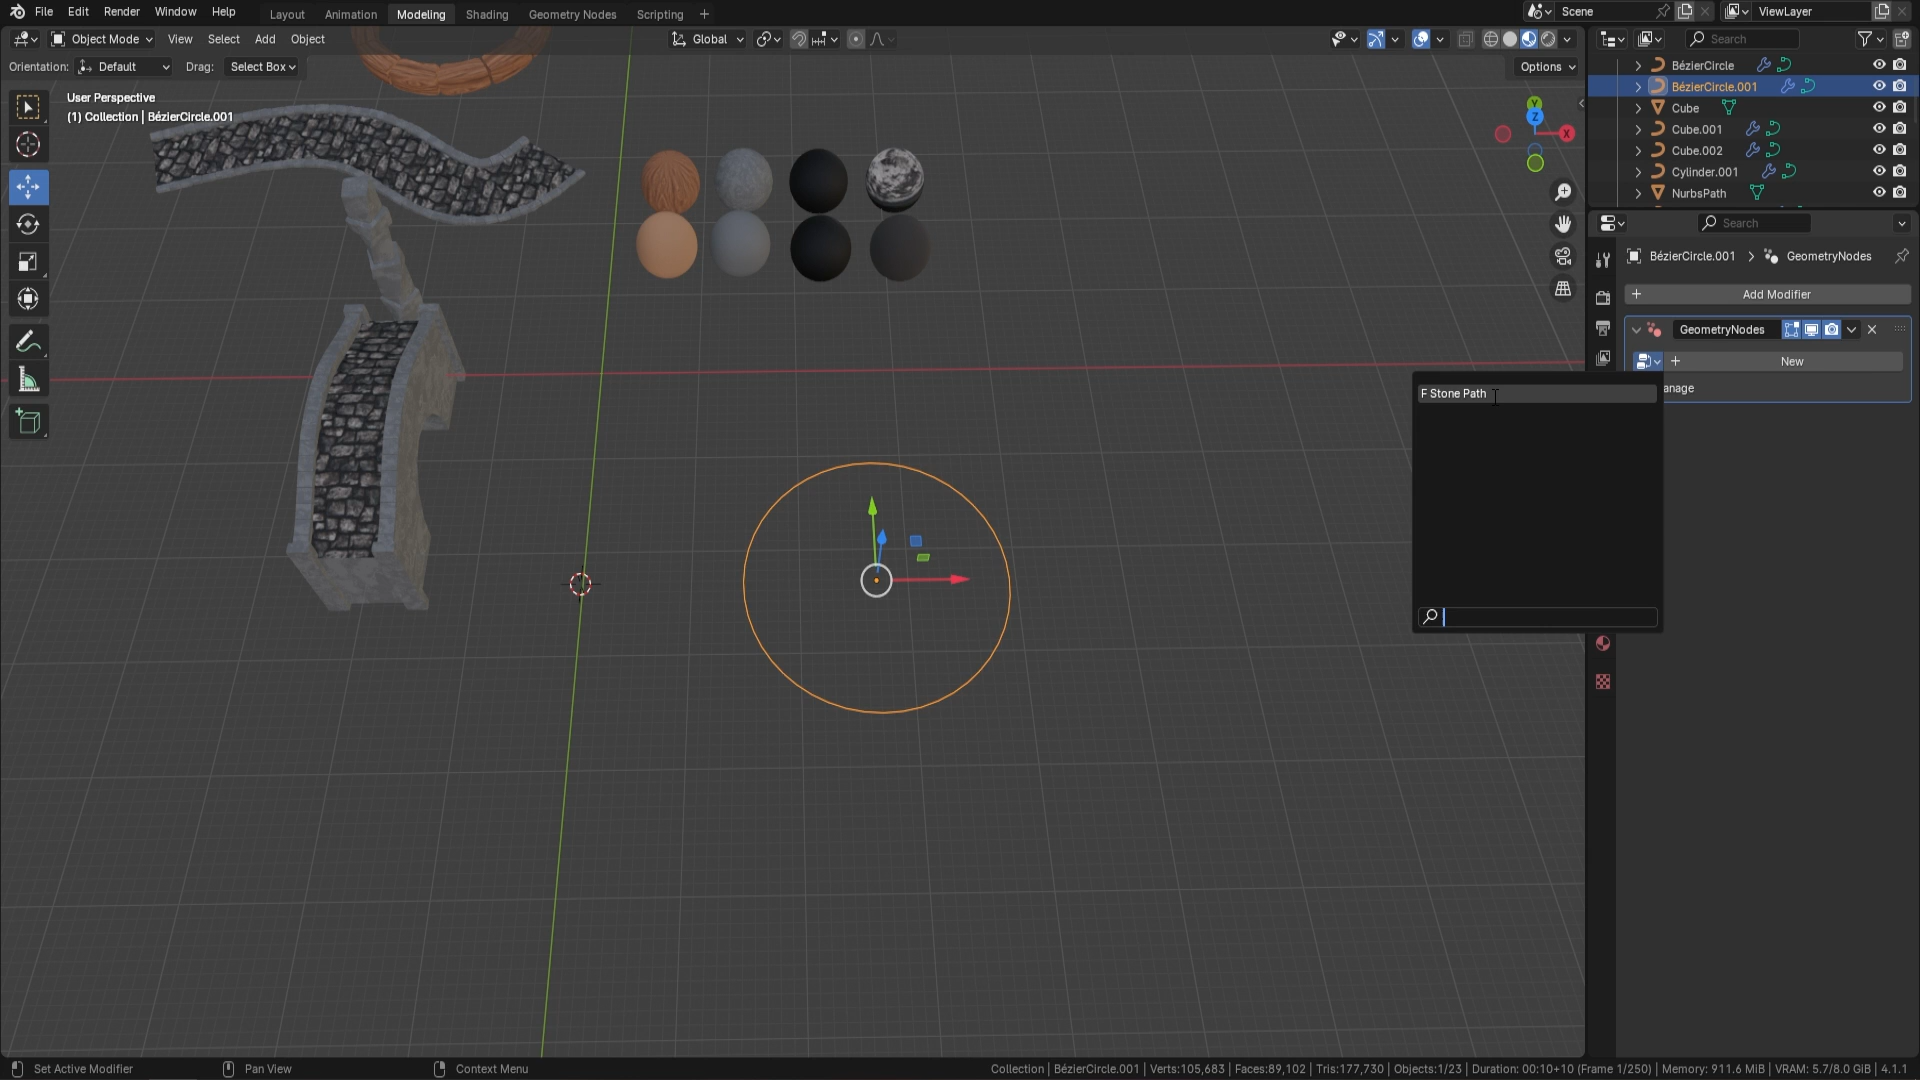 File Edit Render Window Help
Layout Animation Modeling Shading Geometry Nodes Scripting +
Scene
ViewLayer
Object Mode View Select Add Object
Global
Search
Orientation: Default Drag: Select Box
Options
User Perspective
(1) Collection | BézierCircle.001
Y
Z
X
BézierCircle
BézierCircle.001
Cube
Cube.001
Cube.002
Cylinder.001
NurbsPath
Search
BézierCircle.001 > GeometryNodes
+ Add Modifier
GeometryNodes
+ New
anage
F Stone Path
Set Active Modifier
Pan View
Context Menu
Collection | BézierCircle.001 | Verts:105,683 | Faces:89,102 | Tris:177,730 | Objects:1/23 | Duration: 00:10+10 (Frame 1/250) | Memory: 911.6 MiB | VRAM: 5.7/8.0 GiB | 4.1.1